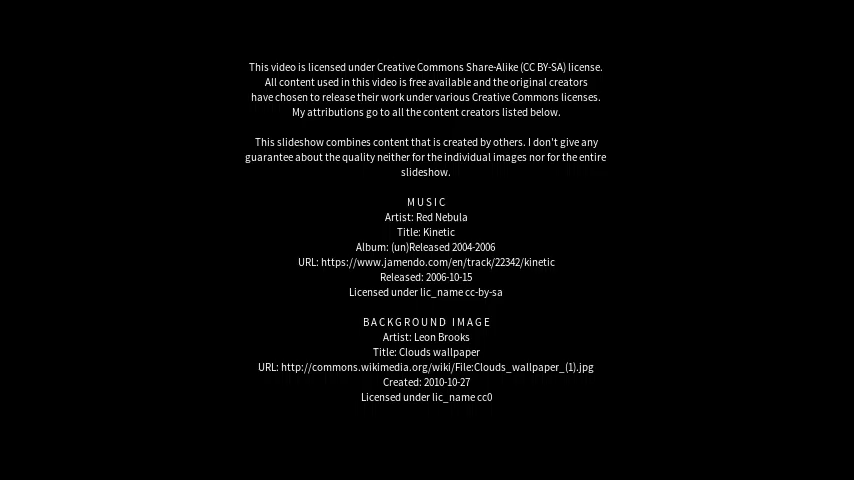 This video is licensed under Creative Commons Share-Alike (CC BY-SA) license.
All content used in this video is free available and the original creators
have chosen to release their work under various Creative Commons licenses.
My attributions go to all the content creators listed below.
This slideshow combines content that is created by others. I don't give any
guarantee about the quality neither for the individual images nor for the entire
slideshow.
MUSIC
Artist: Red Nebula
Title: Kinetic
Album: (un)Released 2004-2006
URL: https://www.jamendo.com/en/track/22342/kinetic
Released: 2006-10-15
Licensed under lic_name cc-by-sa
BACKGROUND IMAGE
Artist: Leon Brooks
Title: Clouds wallpaper
URL: http://commons.wikimedia.org/wiki/File:Clouds_wallpaper_(1).jpg
Created: 2010-10-27
Licensed under lic_name cc0